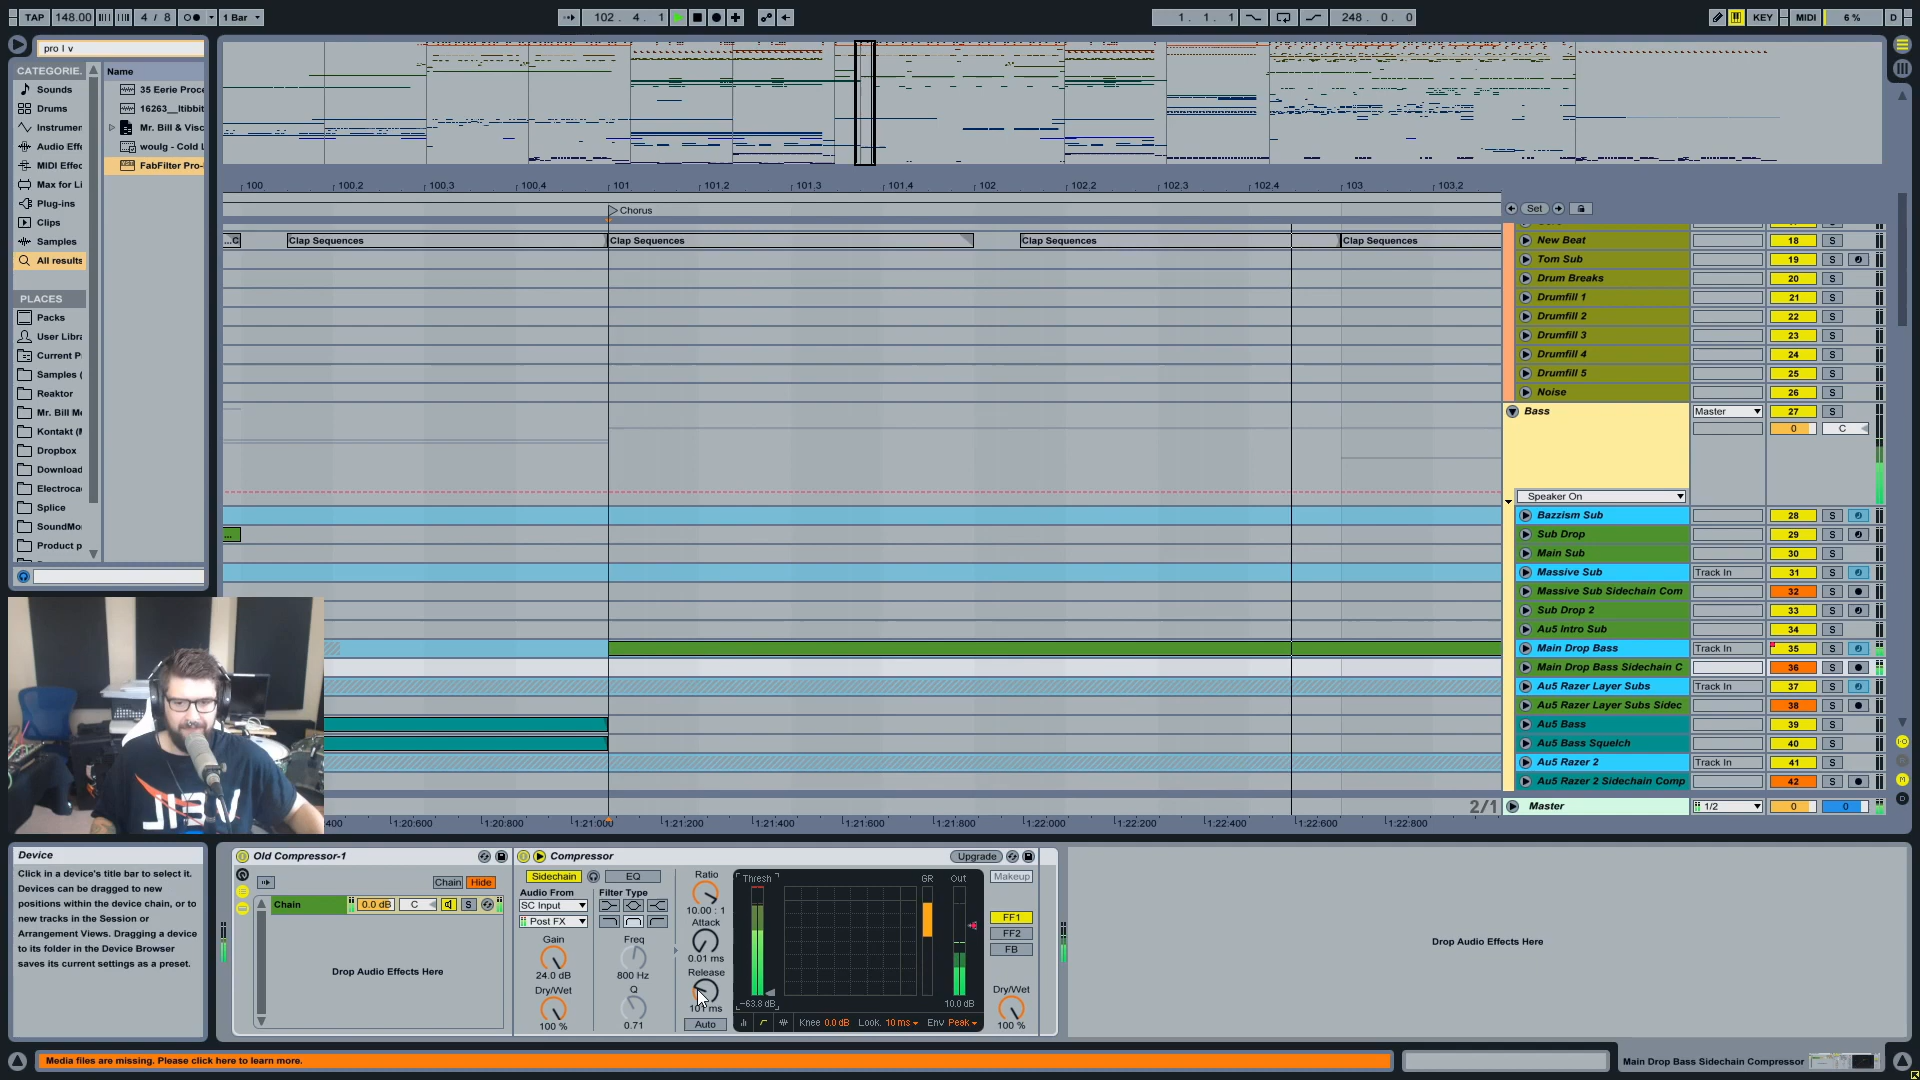 TAP 148.00 4 / 8 1 Bar 102. 4. 1 1. 1. 1 248. 0. 0 KEY MIDI 6 % D
pro l v
CATEGORIE. Name
Sounds 35 Eerie Proce
Drums 16263__Itibbit
Instrumen Mr. Bill & Visc
Audio Effe woulg - Cold L
MIDI Effec FabFilter Pro-
Max for Li
Plug-ins
Clips
Samples
All results
PLACES
Packs
User Libra
Current P
Samples (
Reaktor
Mr. Bill Me
Kontakt (
Dropbox
Download
Electroca
Splice
SoundMo
Product p
100 100.2 100.3 100.4 101 101.2 101.3 101.4 102 102.2 102.3 102.4 103 103.2
Chorus
Set
...C Clap Sequences Clap Sequences Clap Sequences Clap Sequences
New Beat 18 S
Tom Sub 19 S
Drum Breaks 20 S
Drumfill 1 21 S
Drumfill 2 22 S
Drumfill 3 23 S
Drumfill 4 24 S
Drumfill 5 25 S
Noise 26 S
Bass Master 27 S
0 C
Speaker On
Bazzism Sub 28 S
... Sub Drop 29 S
Main Sub 30 S
Massive Sub Track In 31 S
Massive Sub Sidechain Com 32 S
Sub Drop 2 33 S
Au5 Intro Sub 34 S
Main Drop Bass Track In 35 S
Main Drop Bass Sidechain C 36 S
Au5 Razer Layer Subs Track In 37 S
Au5 Razer Layer Subs Sidec 38 S
Au5 Bass 39 S
Au5 Bass Squelch 40 S
Au5 Razer 2 Track In 41 S
Au5 Razer 2 Sidechain Comp 42 S
2/1 Master 1/2 0 0
400 1:20:600 1:20:800 1:21:000 1:21:200 1:21:400 1:21:600 1:21:800 1:22:000 1:22:200 1:22:400 1:22:600 1:22:800
Device
Click in a device's title bar to select it.
Devices can be dragged to new
positions within the device chain, or to
new tracks in the Session or
Arrangement Views. Dragging a device
to its folder in the Device Browser
saves its current settings as a preset.
Old Compressor-1
Chain Hide
Chain 0.0 dB C S
Drop Audio Effects Here
Compressor Upgrade
Sidechain EQ
Audio From Filter Type
SC Input
Post FX
Gain Freq
24.0 dB 800 Hz
Dry/Wet Q
100 % 0.71
Ratio
10.00 : 1
Attack
0.01 ms
Release
101 ms
Auto
Thresh GR Out
-63.8 dB 10.0 dB
Knee 0.0 dB Look. 10 ms Env Peak
Makeup
FF1
FF2
FB
Dry/Wet
100 %
Drop Audio Effects Here
Media files are missing. Please click here to learn more.
Main Drop Bass Sidechain Compressor